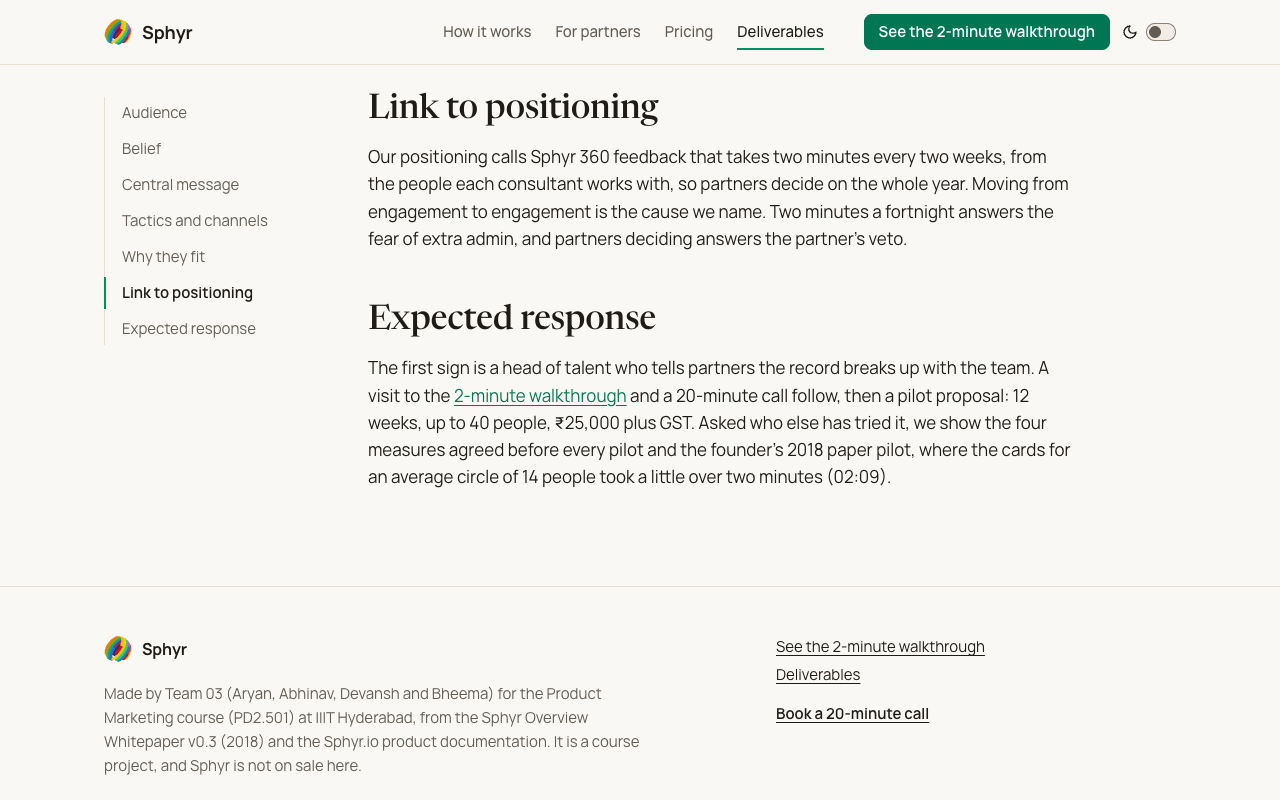 Sphyr
How it works
For partners
Pricing
Deliverables
See the 2-minute walkthrough
Audience
Belief
Central message
Tactics and channels
Why they fit
Link to positioning
Expected response
Link to positioning
Our positioning calls Sphyr 360 feedback that takes two minutes every two weeks, from
the people each consultant works with, so partners decide on the whole year. Moving from
engagement to engagement is the cause we name. Two minutes a fortnight answers the
fear of extra admin, and partners deciding answers the partner’s veto.
Expected response
The first sign is a head of talent who tells partners the record breaks up with the team. A
visit to the 2-minute walkthrough and a 20-minute call follow, then a pilot proposal: 12
weeks, up to 40 people, ₹25,000 plus GST. Asked who else has tried it, we show the four
measures agreed before every pilot and the founder’s 2018 paper pilot, where the cards for
an average circle of 14 people took a little over two minutes (02:09).
Sphyr
Made by Team 03 (Aryan, Abhinav, Devansh and Bheema) for the Product
Marketing course (PD2.501) at IIIT Hyderabad, from the Sphyr Overview
Whitepaper v0.3 (2018) and the Sphyr.io product documentation. It is a course
project, and Sphyr is not on sale here.
See the 2-minute walkthrough
Deliverables
Book a 20-minute call